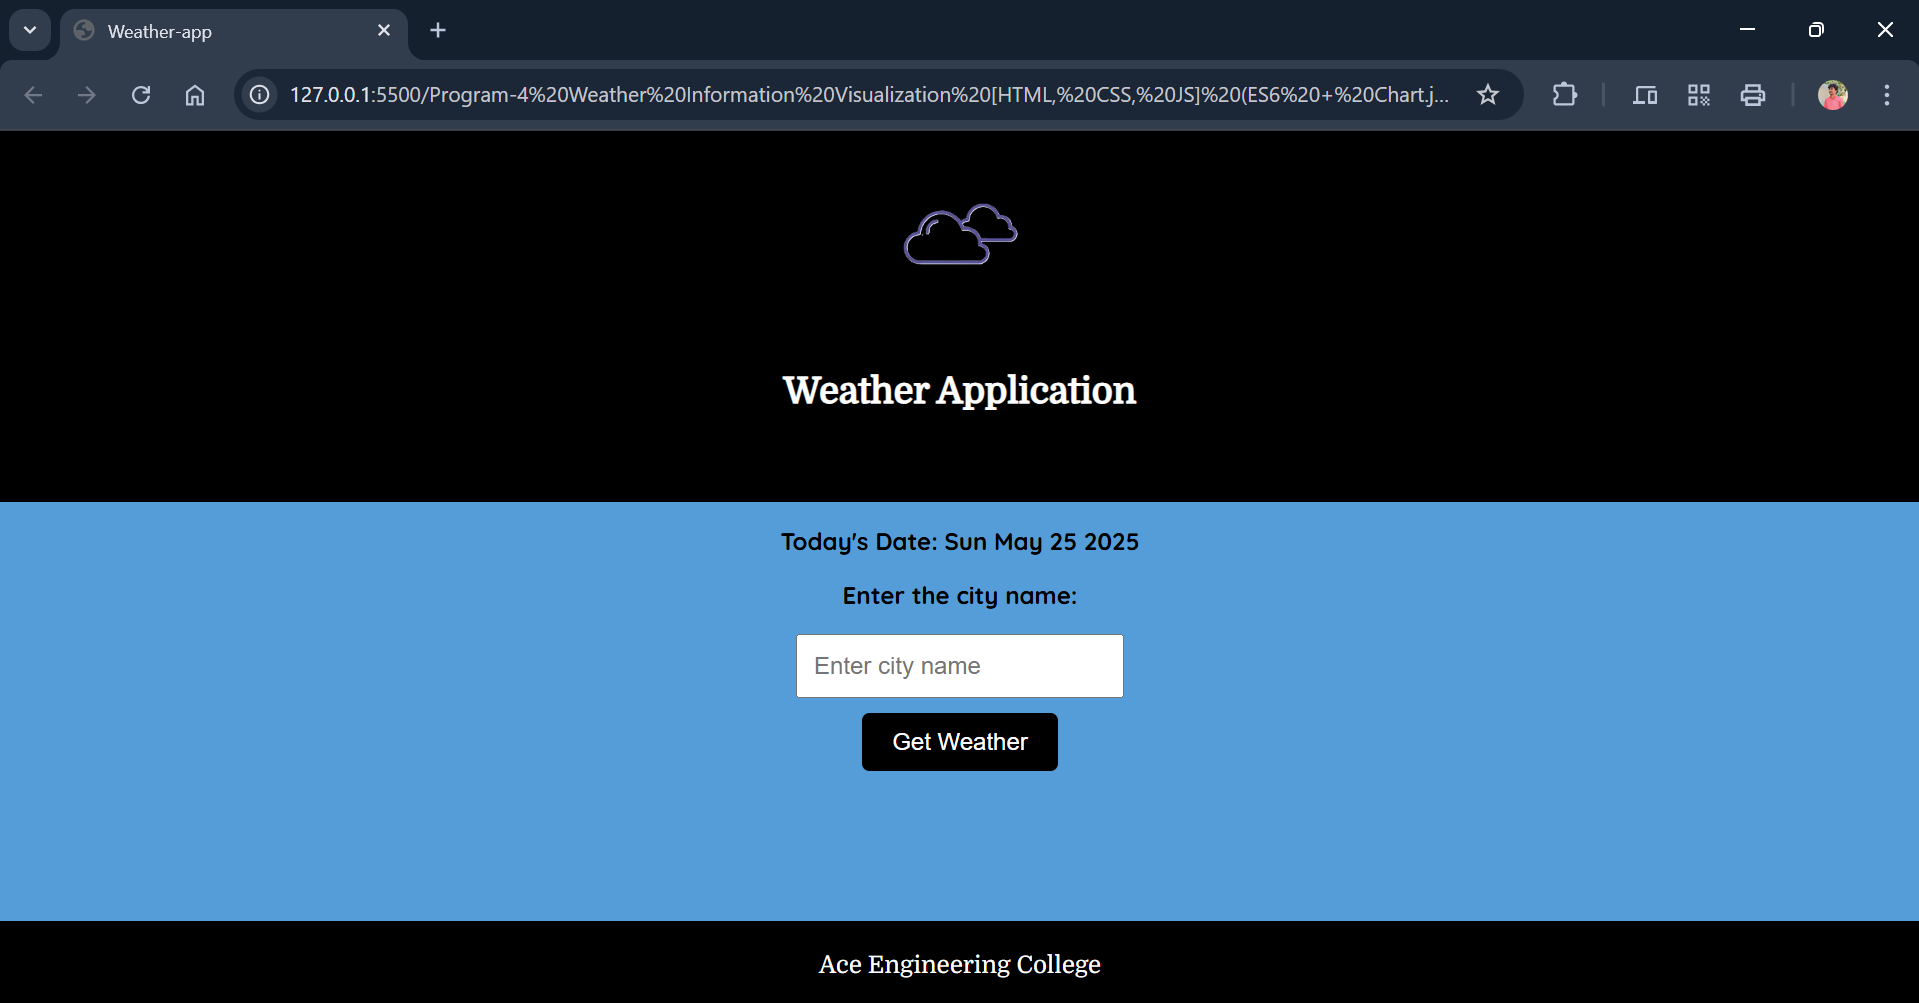 Weather-app
127.0.0.1:5500/Program-4%20Weather%20Information%20Visualization%20[HTML,%20CSS,%20JS]%20(ES6%20+%20Chart.j...
Weather Application
Today's Date: Sun May 25 2025
Enter the city name:
Enter city name
Get Weather
Ace Engineering College